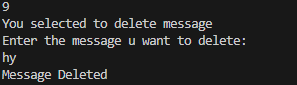 9
You selected to delete message
Enter the message u want to delete:
hy
Message Deleted